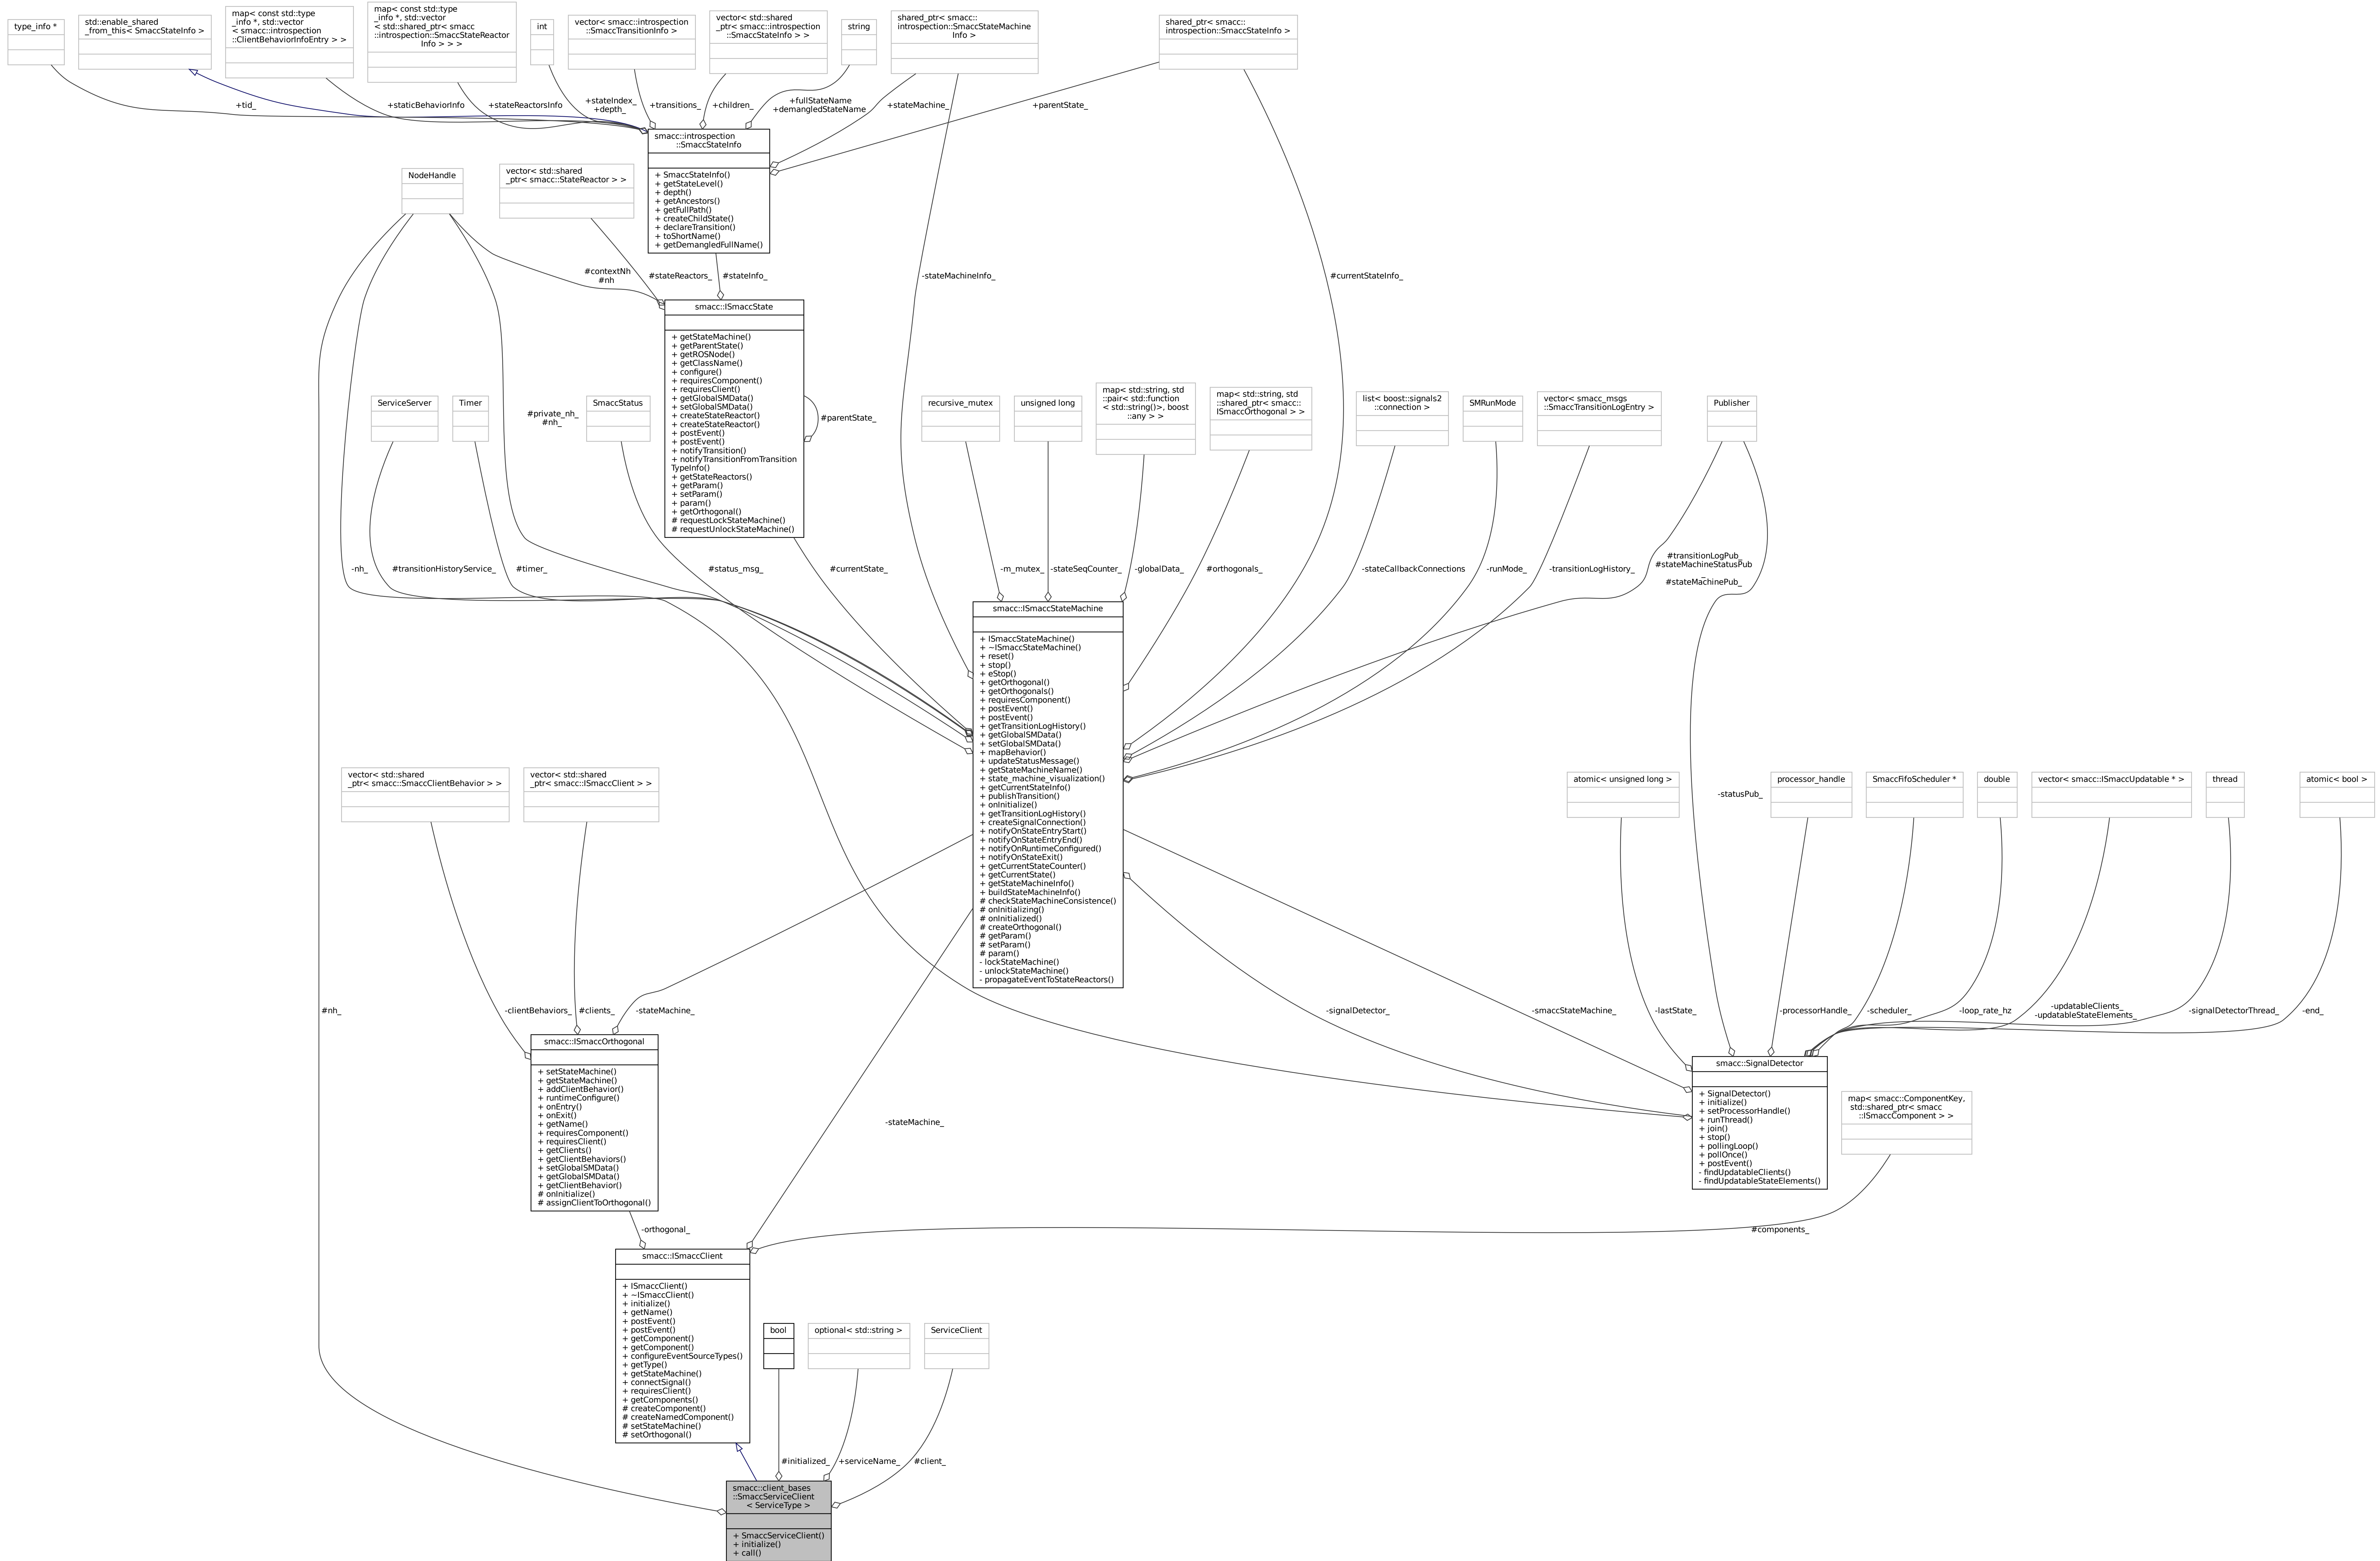 type_info *
std::enable_shared
_from_this< SmaccStateInfo >
map< const std::type
_info *, std::vector
< smacc::introspection
::ClientBehaviorInfoEntry > >
map< const std::type
_info *, std::vector
< std::shared_ptr< smacc
::introspection::SmaccStateReactor
Info > > >
int
vector< smacc::introspection
::SmaccTransitionInfo >
vector< std::shared
_ptr< smacc::introspection
::SmaccStateInfo > >
string
shared_ptr< smacc::
introspection::SmaccStateMachine
Info >
shared_ptr< smacc::
introspection::SmaccStateInfo >
+tid_
+staticBehaviorInfo
+stateReactorsInfo
+stateIndex_
+depth_
+transitions_
+children_
+fullStateName
+demangledStateName
+stateMachine_
+parentState_
smacc::introspection
::SmaccStateInfo
+ SmaccStateInfo()
+ getStateLevel()
+ depth()
+ getAncestors()
+ getFullPath()
+ createChildState()
+ declareTransition()
+ toShortName()
+ getDemangledFullName()
NodeHandle
vector< std::shared
_ptr< smacc::StateReactor > >
#contextNh
#nh
#stateReactors_
#stateInfo_
-stateMachineInfo_
#currentStateInfo_
smacc::ISmaccState
+ getStateMachine()
+ getParentState()
+ getROSNode()
+ getClassName()
+ configure()
+ requiresComponent()
+ requiresClient()
+ getGlobalSMData()
+ setGlobalSMData()
+ createStateReactor()
+ createStateReactor()
+ postEvent()
+ postEvent()
+ notifyTransition()
+ notifyTransitionFromTransition
TypeInfo()
+ getStateReactors()
+ getParam()
+ setParam()
+ param()
+ getOrthogonal()
# requestLockStateMachine()
# requestUnlockStateMachine()
#parentState_
ServiceServer
Timer
#private_nh_
#nh_
SmaccStatus
recursive_mutex
unsigned long
map< std::string, std
::pair< std::function
< std::string()>, boost
::any > >
map< std::string, std
::shared_ptr< smacc::
ISmaccOrthogonal > >
list< boost::signals2
::connection >
SMRunMode
vector< smacc_msgs
::SmaccTransitionLogEntry >
Publisher
-nh_
#transitionHistoryService_
#timer_
#status_msg_
#currentState_
-m_mutex_
-stateSeqCounter_
-globalData_
#orthogonals_
-stateCallbackConnections
-runMode_
-transitionLogHistory_
#transitionLogPub_
#stateMachineStatusPub
_
#stateMachinePub_
smacc::ISmaccStateMachine
+ ISmaccStateMachine()
+ ~ISmaccStateMachine()
+ reset()
+ stop()
+ eStop()
+ getOrthogonal()
+ getOrthogonals()
+ requiresComponent()
+ postEvent()
+ postEvent()
+ getTransitionLogHistory()
+ getGlobalSMData()
+ setGlobalSMData()
+ mapBehavior()
+ updateStatusMessage()
+ getStateMachineName()
+ state_machine_visualization()
+ getCurrentStateInfo()
+ publishTransition()
+ onInitialize()
+ getTransitionLogHistory()
+ createSignalConnection()
+ notifyOnStateEntryStart()
+ notifyOnStateEntryEnd()
+ notifyOnRuntimeConfigured()
+ notifyOnStateExit()
+ getCurrentStateCounter()
+ getCurrentState()
+ getStateMachineInfo()
+ buildStateMachineInfo()
# checkStateMachineConsistence()
# onInitializing()
# onInitialized()
# createOrthogonal()
# getParam()
# setParam()
# param()
- lockStateMachine()
- unlockStateMachine()
- propagateEventToStateReactors()
vector< std::shared
_ptr< smacc::SmaccClientBehavior > >
vector< std::shared
_ptr< smacc::ISmaccClient > >
atomic< unsigned long >
-statusPub_
processor_handle
SmaccFifoScheduler *
double
vector< smacc::ISmaccUpdatable * >
thread
atomic< bool >
#nh_
-clientBehaviors_
#clients_
-stateMachine_
-signalDetector_
-smaccStateMachine_
-lastState_
-processorHandle_
-scheduler_
-loop_rate_hz
-updatableClients_
-updatableStateElements_
-signalDetectorThread_
-end_
smacc::ISmaccOrthogonal
+ setStateMachine()
+ getStateMachine()
+ addClientBehavior()
+ runtimeConfigure()
+ onEntry()
+ onExit()
+ getName()
+ requiresComponent()
+ requiresClient()
+ getClients()
+ getClientBehaviors()
+ setGlobalSMData()
+ getGlobalSMData()
+ getClientBehavior()
# onInitialize()
# assignClientToOrthogonal()
smacc::SignalDetector
+ SignalDetector()
+ initialize()
+ setProcessorHandle()
+ runThread()
+ join()
+ stop()
+ pollingLoop()
+ pollOnce()
+ postEvent()
- findUpdatableClients()
- findUpdatableStateElements()
map< smacc::ComponentKey,
std::shared_ptr< smacc
::ISmaccComponent > >
-stateMachine_
-orthogonal_
#components_
smacc::ISmaccClient
+ ISmaccClient()
+ ~ISmaccClient()
+ initialize()
+ getName()
+ postEvent()
+ postEvent()
+ getComponent()
+ getComponent()
+ configureEventSourceTypes()
+ getType()
+ getStateMachine()
+ connectSignal()
+ requiresClient()
+ getComponents()
# createComponent()
# createNamedComponent()
# setStateMachine()
# setOrthogonal()
bool
optional< std::string >
ServiceClient
#initialized_
+serviceName_
#client_
smacc::client_bases
::SmaccServiceClient
< ServiceType >
+ SmaccServiceClient()
+ initialize()
+ call()